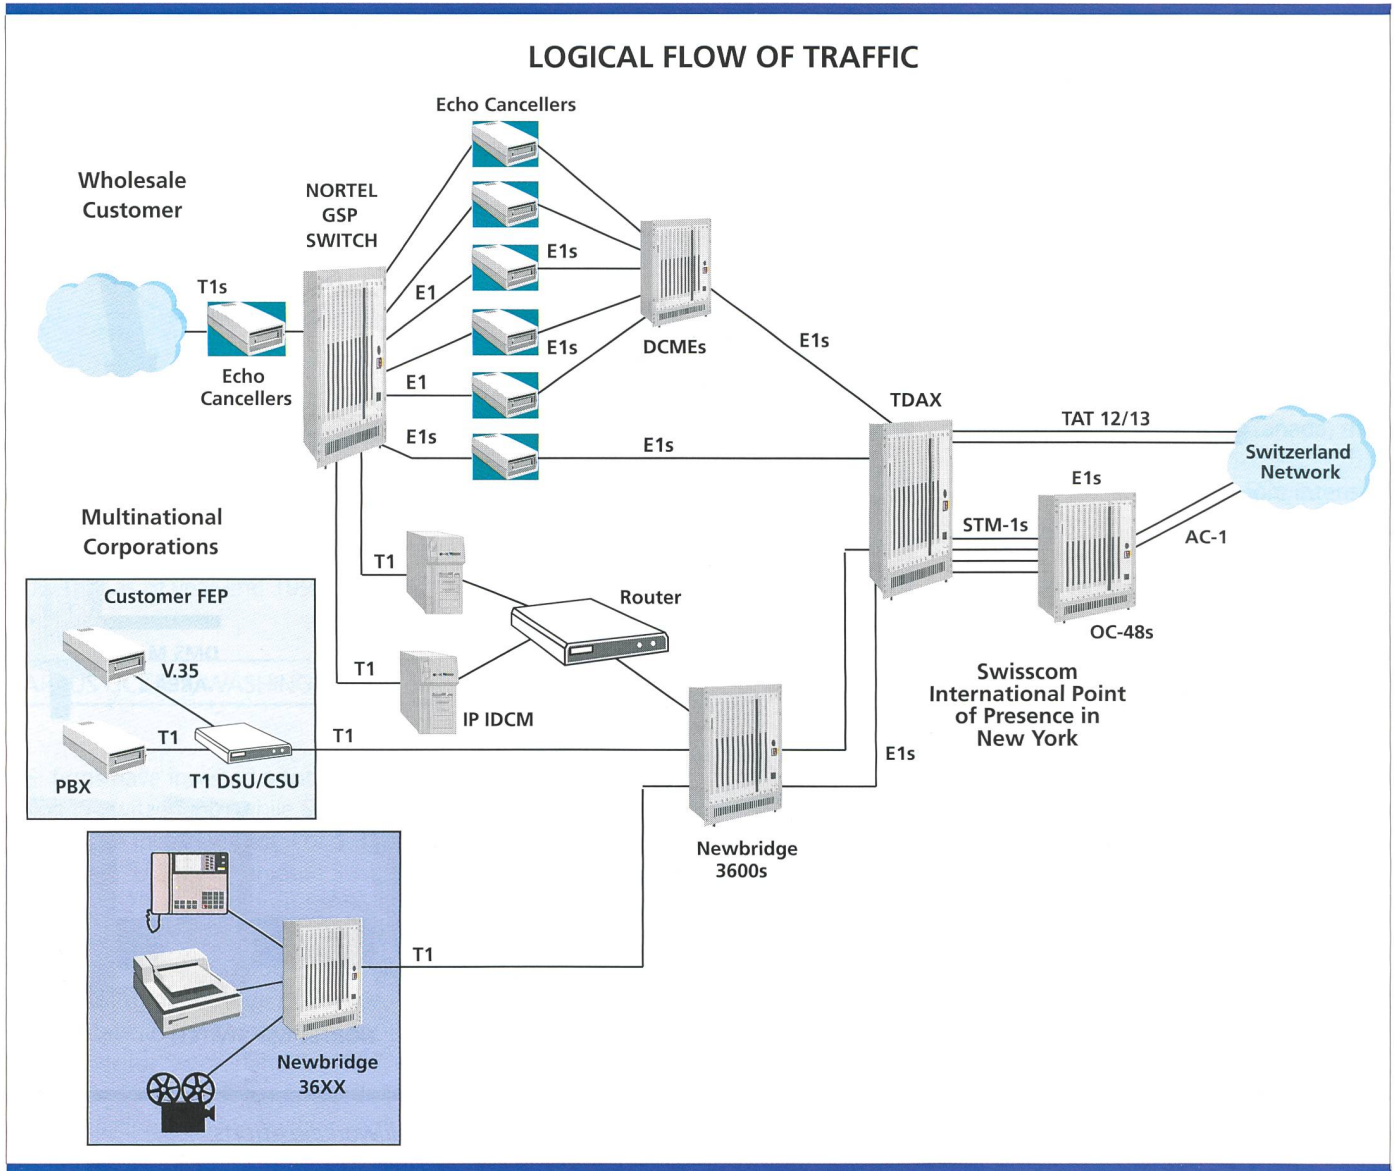 LOGICAL FLOW OF TRAFFIC
Echo Cancellers
Wholesale
Customer
NORTEL
GSP
SWITCH
T1s
Echo
Cancellers
E1
E1s
E1s
E1
E1s
DCMEs
E1s
E1s
TDAX
TAT 12/13
Switzerland
Network
E1s
STM-1s
AC-1
OC-48s
Swisscom
International Point
of Presence in
New York
Multinational
Corporations
T1
Router
T1
IP IDCM
Customer FEP
V.35
T1
PBX
T1 DSU/CSU
T1
E1s
Newbridge
3600s
T1
Newbridge
36XX